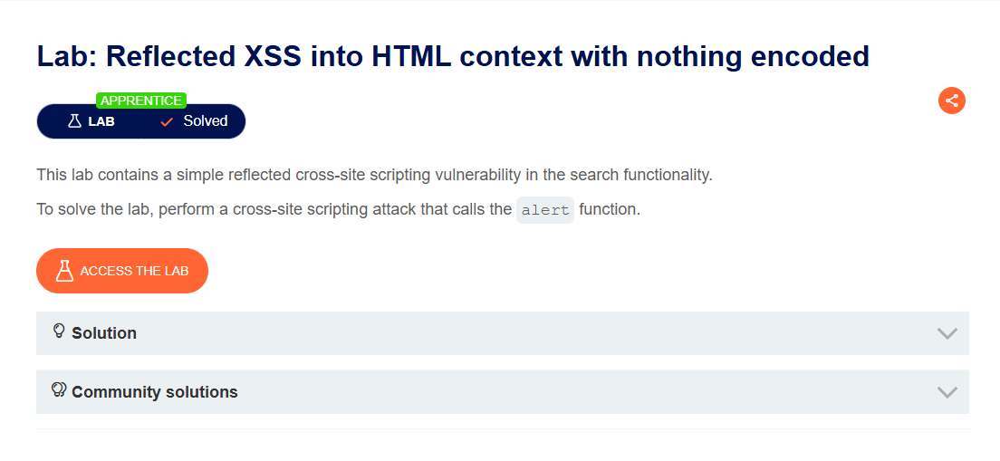 Lab: Reflected XSS into HTML context with nothing encoded
APPRENTICE
LAB Solved
This lab contains a simple reflected cross-site scripting vulnerability in the search functionality.
To solve the lab, perform a cross-site scripting attack that calls the alert function.
ACCESS THE LAB
Solution
Community solutions